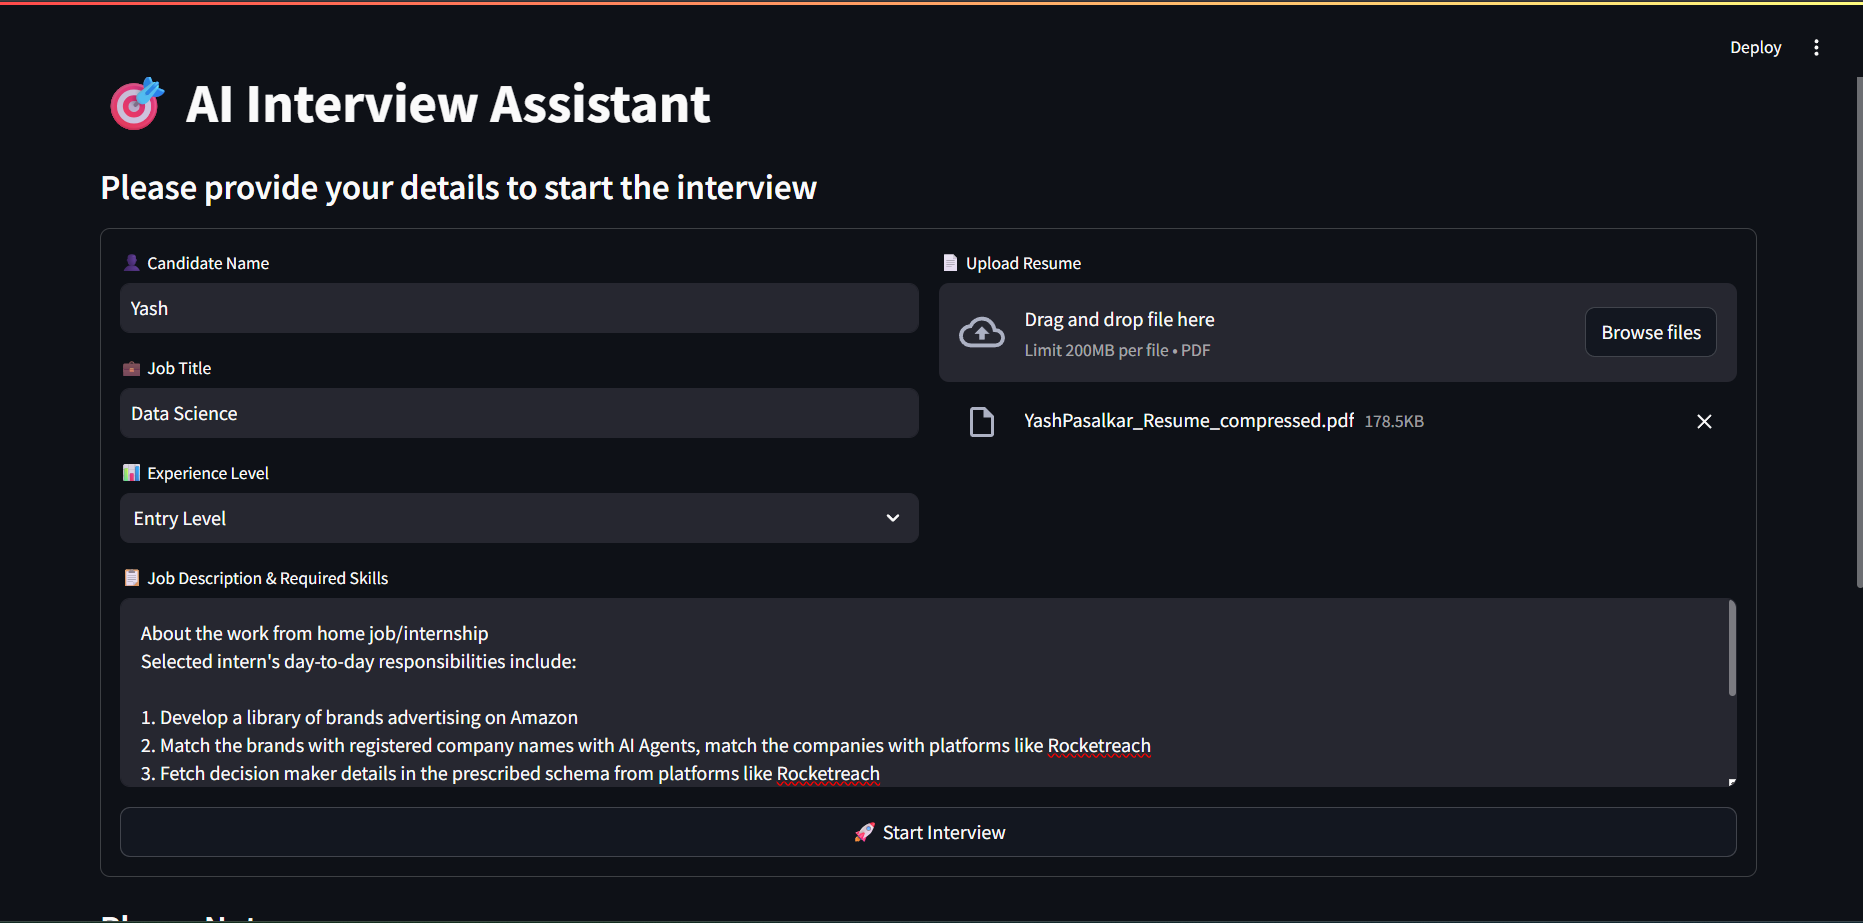 Deploy
AI Interview Assistant
Please provide your details to start the interview
Candidate Name
Yash
Job Title
Data Science
Experience Level
Entry Level
Upload Resume
Drag and drop file here
Limit 200MB per file • PDF
Browse files
YashPasalkar_Resume_compressed.pdf 178.5KB
Job Description & Required Skills
About the work from home job/internship
Selected intern's day-to-day responsibilities include:
1. Develop a library of brands advertising on Amazon
2. Match the brands with registered company names with AI Agents, match the companies with platforms like Rocketreach
3. Fetch decision maker details in the prescribed schema from platforms like Rocketreach
Start Interview